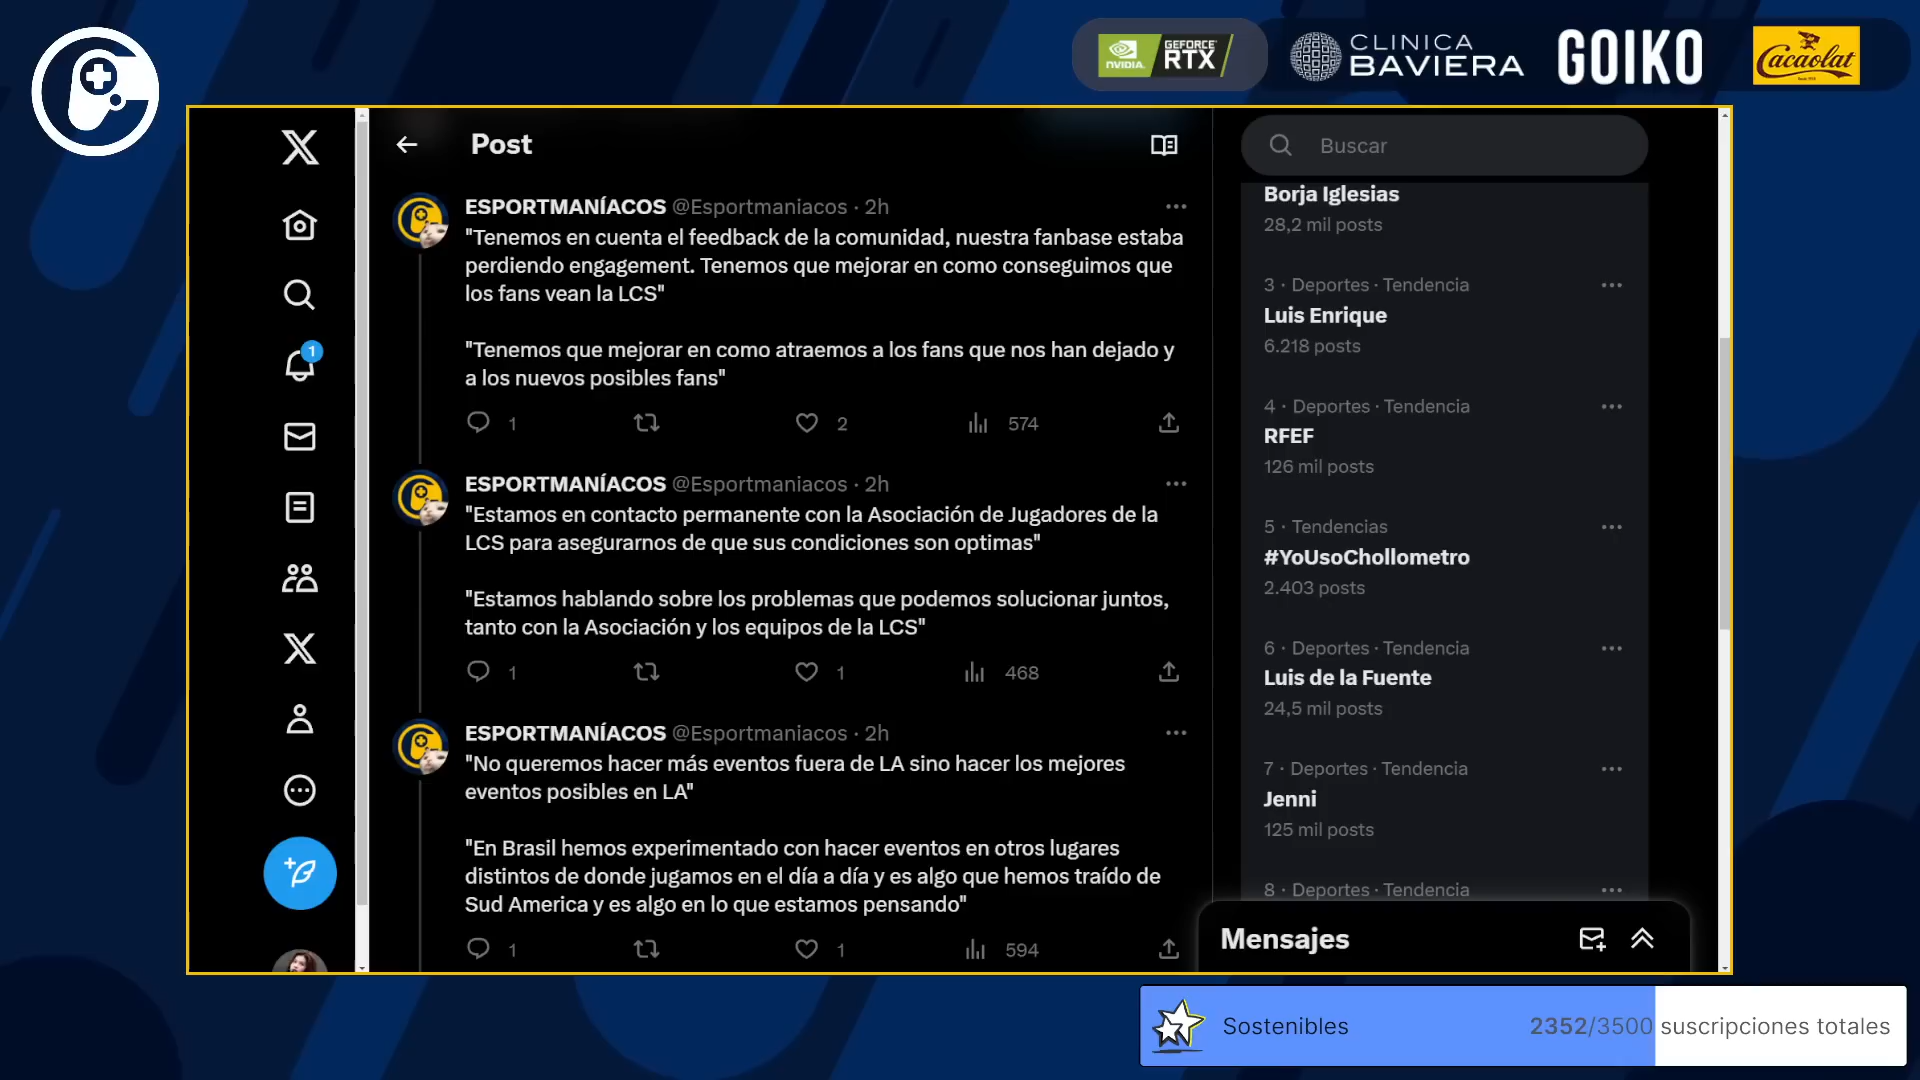 NVIDIA.
GEFORCE
RTX
CLINICA
BAVIERA
GOIKO
Cacaolat
Post
Buscar
ESPORTMANÍACOS @Esportmaniacos · 2h
"Tenemos en cuenta el feedback de la comunidad, nuestra fanbase estaba
perdiendo engagement. Tenemos que mejorar en como conseguimos que
los fans vean la LCS"
"Tenemos que mejorar en como atraemos a los fans que nos han dejado y
a los nuevos posibles fans"
1 2 574
ESPORTMANÍACOS @Esportmaniacos · 2h
"Estamos en contacto permanente con la Asociación de Jugadores de la
LCS para asegurarnos de que sus condiciones son optimas"
"Estamos hablando sobre los problemas que podemos solucionar juntos,
tanto con la Asociación y los equipos de la LCS"
1 1 468
ESPORTMANÍACOS @Esportmaniacos · 2h
"No queremos hacer más eventos fuera de LA sino hacer los mejores
eventos posibles en LA"
"En Brasil hemos experimentado con hacer eventos en otros lugares
distintos de donde jugamos en el día a día y es algo que hemos traído de
Sud America y es algo en lo que estamos pensando"
1 1 594
1
Borja Iglesias
28,2 mil posts
3 · Deportes · Tendencia
Luis Enrique
6.218 posts
4 · Deportes · Tendencia
RFEF
126 mil posts
5 · Tendencias
#YoUsoChollometro
2.403 posts
6 · Deportes · Tendencia
Luis de la Fuente
24,5 mil posts
7 · Deportes · Tendencia
Jenni
125 mil posts
8 · Deportes · Tendencia
Mensajes
Sostenibles 2352/3500 suscripciones totales